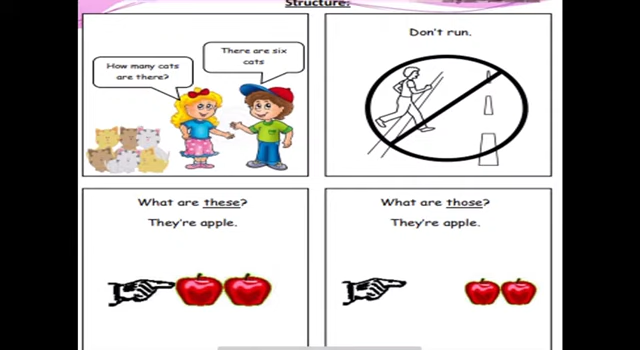 Structure:
How many cats
are there?
There are six
cats
Don't run.
What are these?
They're apple.
What are those?
They're apple.